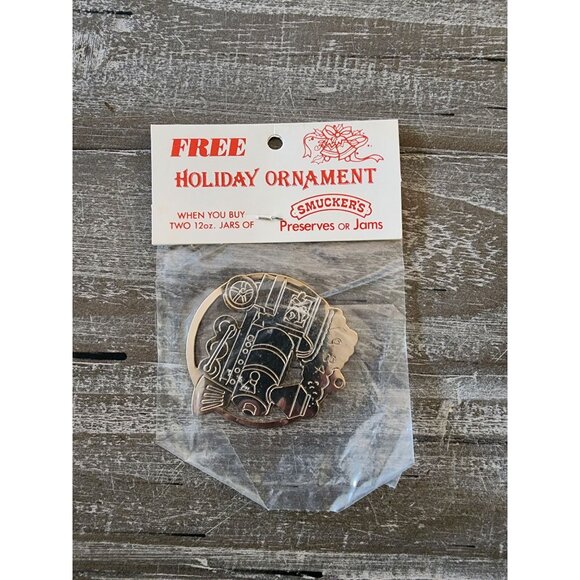 FREE
HOLIDAY ORNAMENT
WHEN YOU BUY
TWO 12oz. JARS OF
SMUCKER'S
Preserves OR Jams